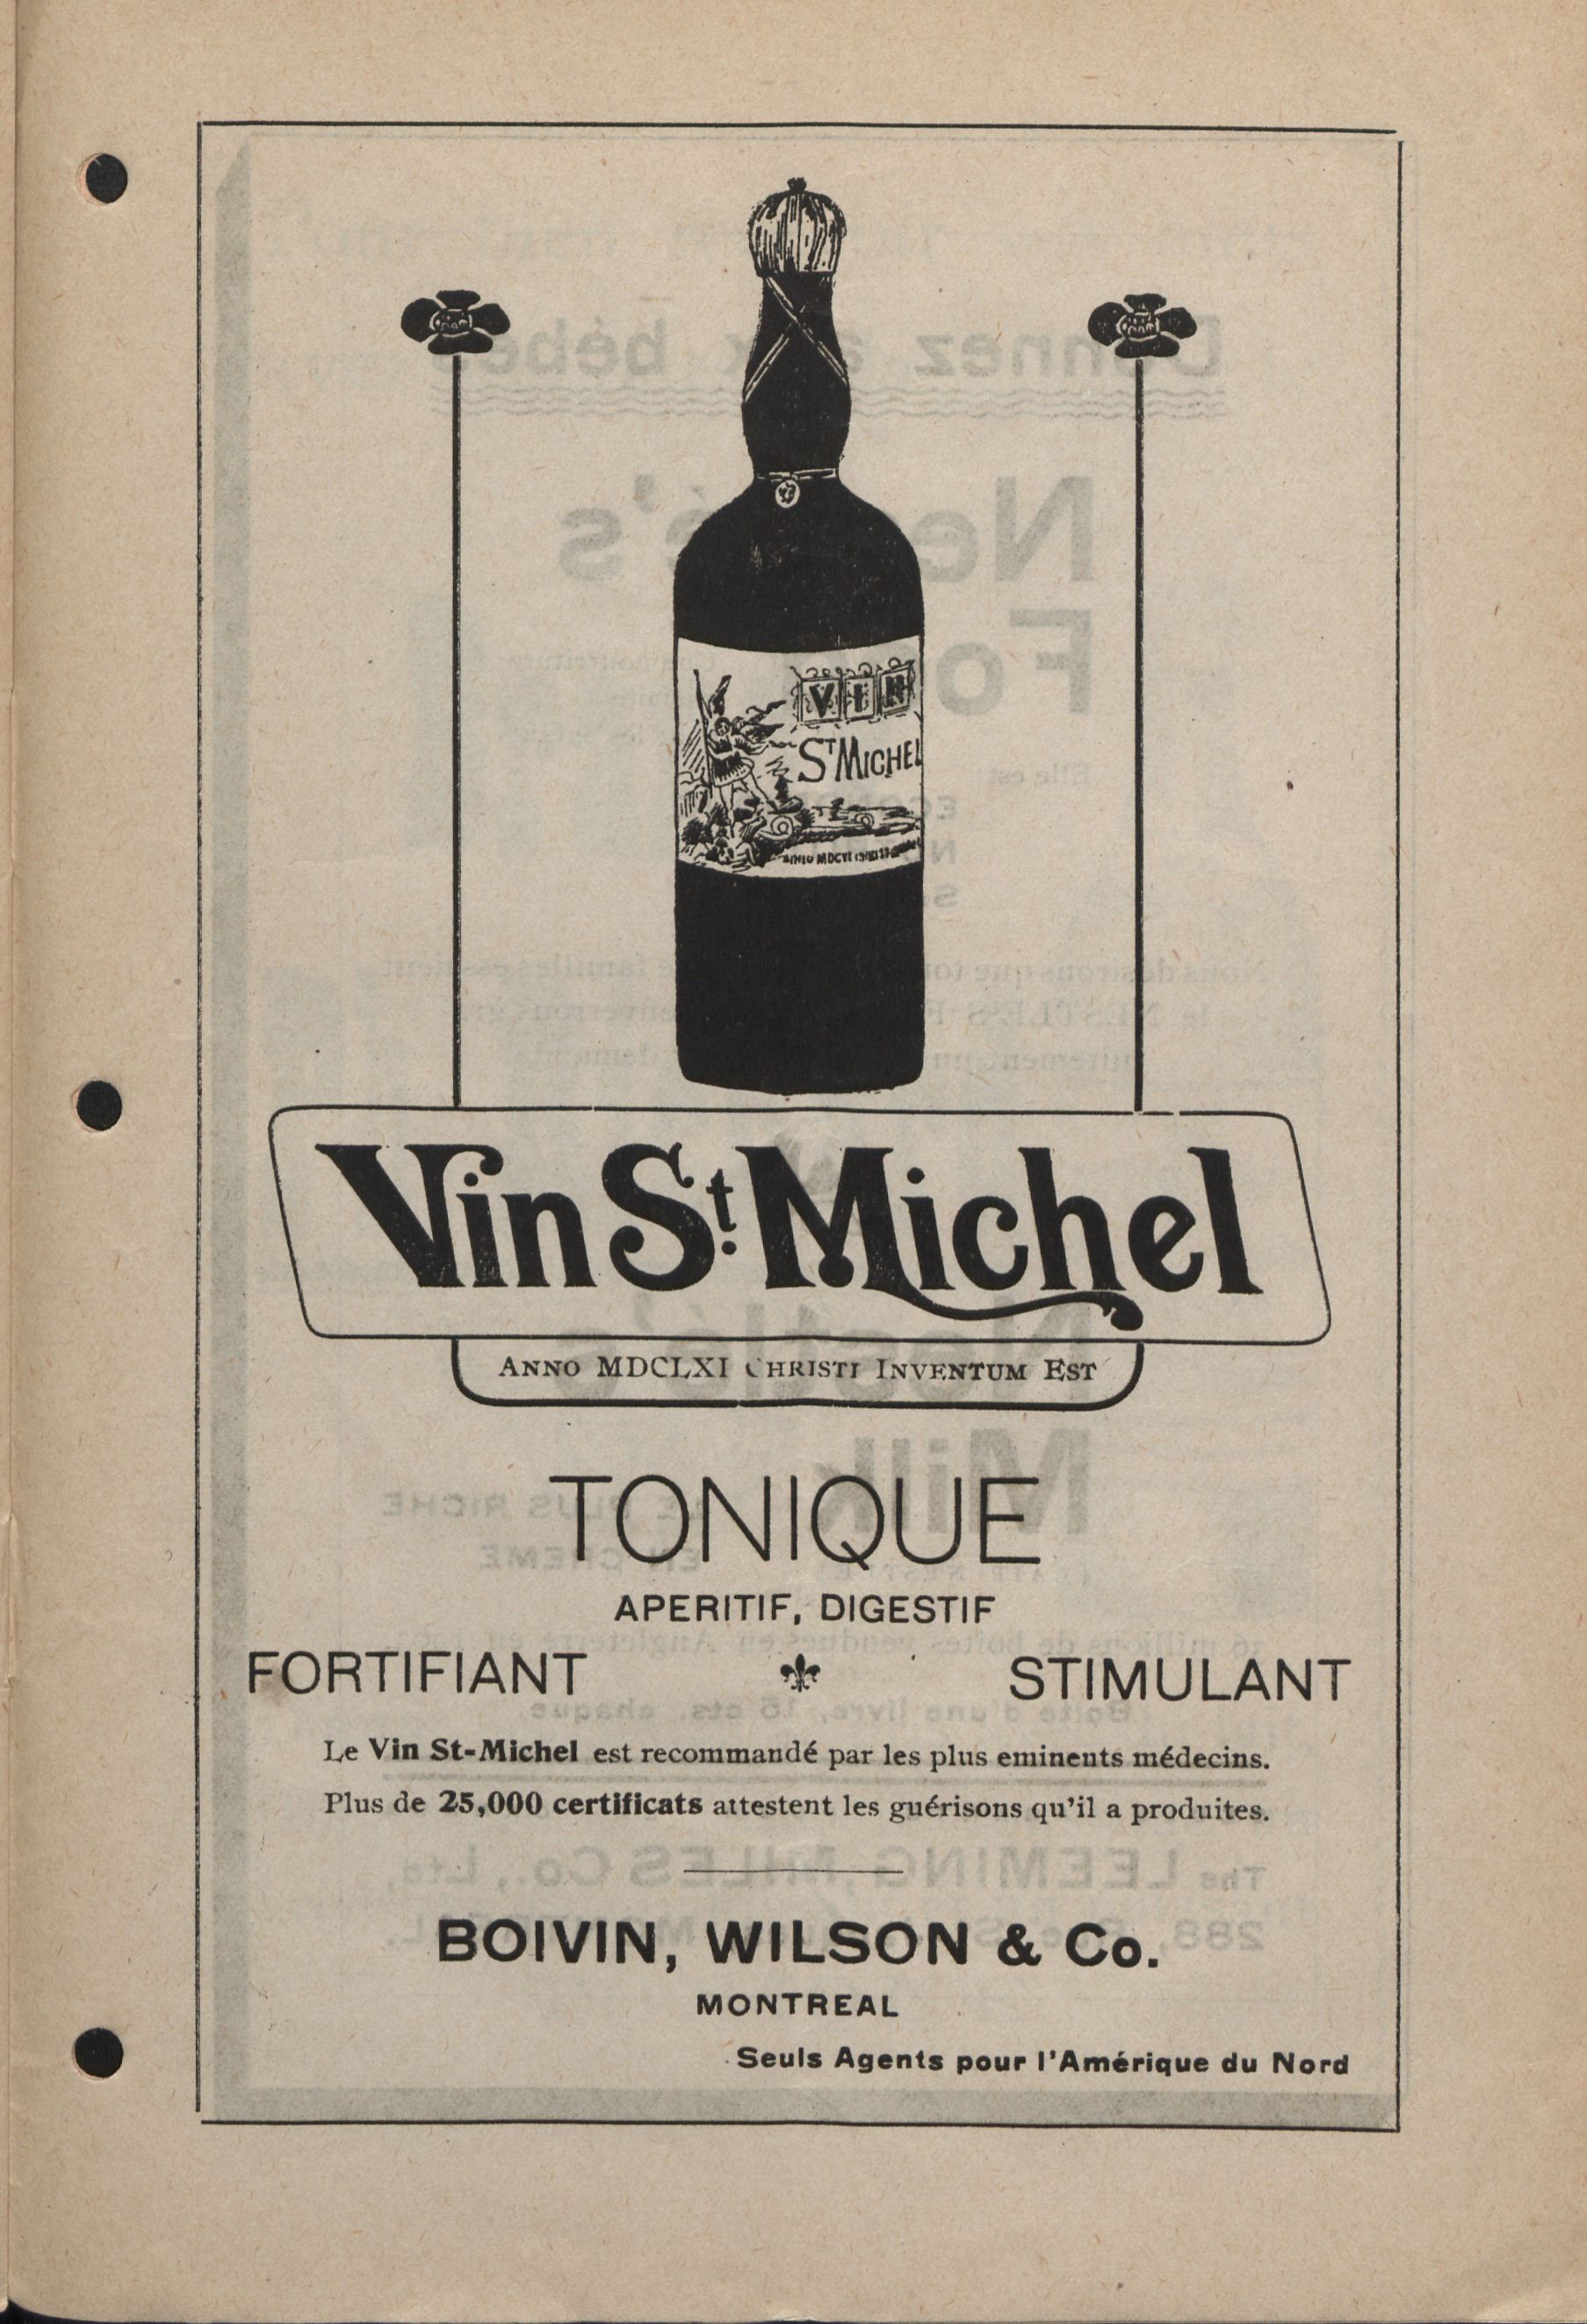 VIN
ST MICHEL
Vin St. Michel
ANNO MDCLXI CHRISTI INVENTUM EST
TONIQUE
APERITIF, DIGESTIF
FORTIFIANT STIMULANT
Le Vin St-Michel est recommandé par les plus eminents médecins.
Plus de 25,000 certificats attestent les guérisons qu'il a produites.
BOIVIN, WILSON & Co.
MONTREAL
Seuls Agents pour l'Amérique du Nord